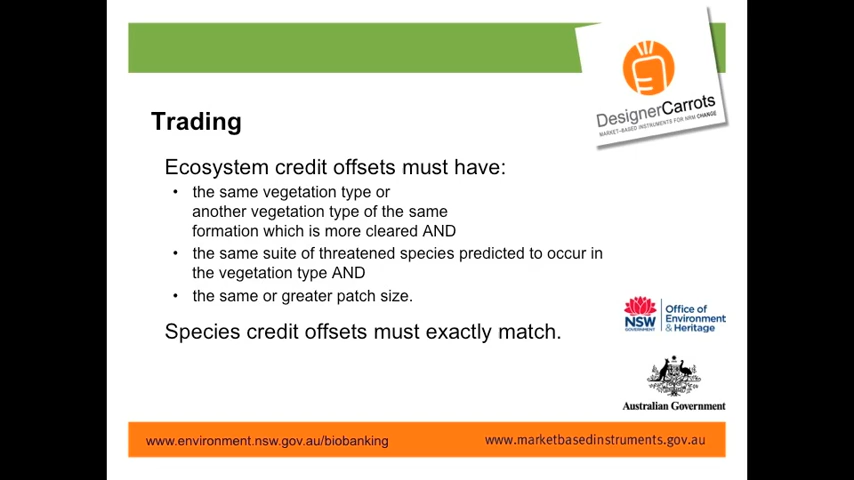 DesignerCarrots
MARKET-BASED INSTRUMENTS FOR NRM CHANGE
Trading
Ecosystem credit offsets must have:
• the same vegetation type or
another vegetation type of the same
formation which is more cleared AND
• the same suite of threatened species predicted to occur in
the vegetation type AND
• the same or greater patch size.
Species credit offsets must exactly match.
NSW
GOVERNMENT
Office of
Environment
& Heritage
Australian Government
www.environment.nsw.gov.au/biobanking
www.marketbasedinstruments.gov.au